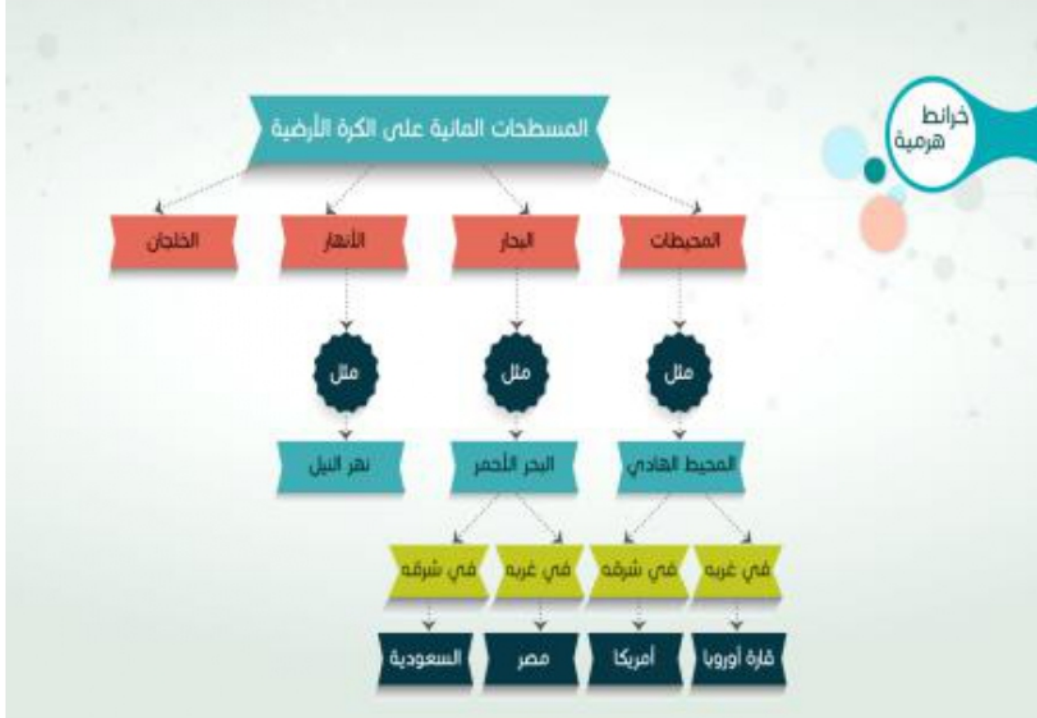 خرائط
هرمية
المسطحات المائية على الكرة الأرضية
المحيطات
البحار
الأنهار
الخلجان
مثل
مثل
مثل
المحيط الهادي
البحر الأحمر
نهر النيل
في غربه
في شرقه
في غربه
في شرقه
قارة أوروبا
أمريكا
مصر
السعودية